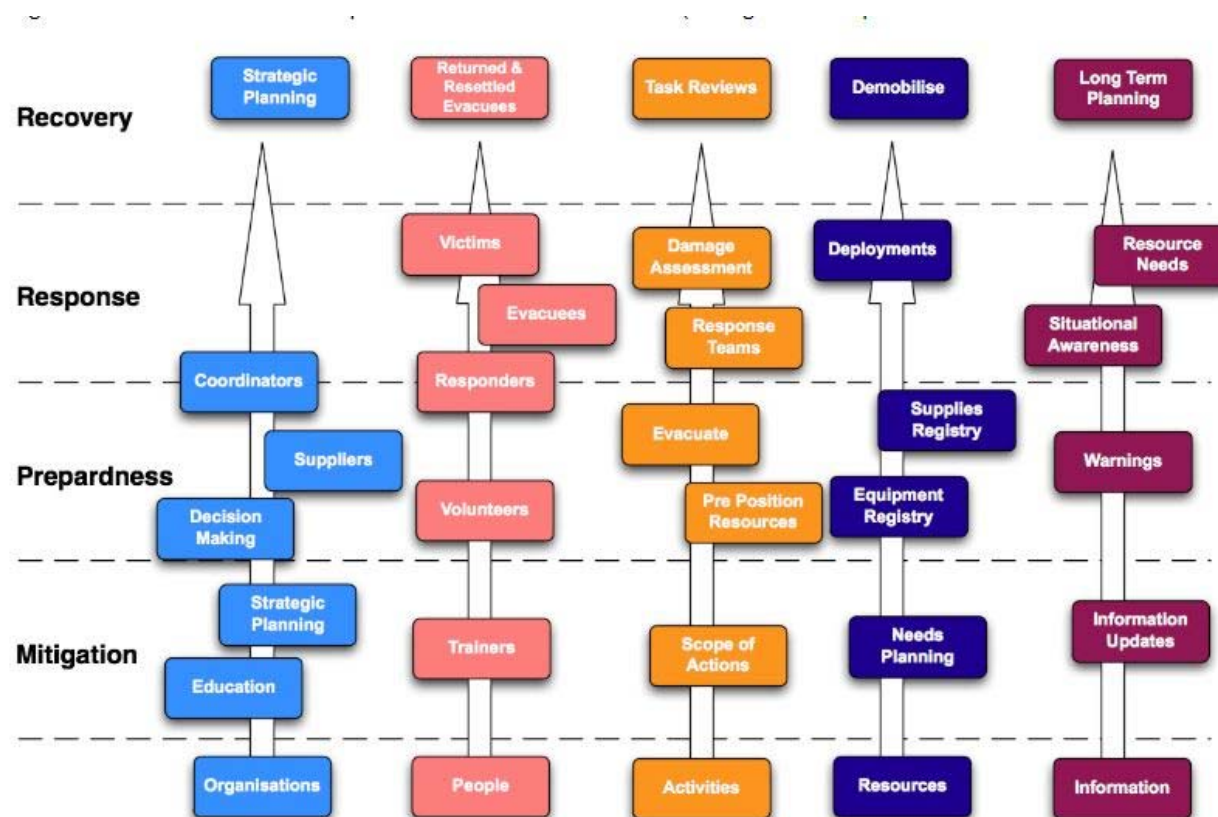 Strategic
Planning
Returned &
Resettled
Evacuees
Task Reviews
Demobilise
Long Term
Planning
Recovery
Victims
Damage
Assessment
Deployments
Resource
Needs
Response
Evacuees
Response
Teams
Situational
Awareness
Coordinators
Responders
Suppliers
Evacuate
Supplies
Registry
Warnings
Prepardness
Decision
Making
Volunteers
Pre Position
Resources
Equipment
Registry
Strategic
Planning
Mitigation
Education
Trainers
Scope of
Actions
Needs
Planning
Information
Updates
Organisations
People
Activities
Resources
Information